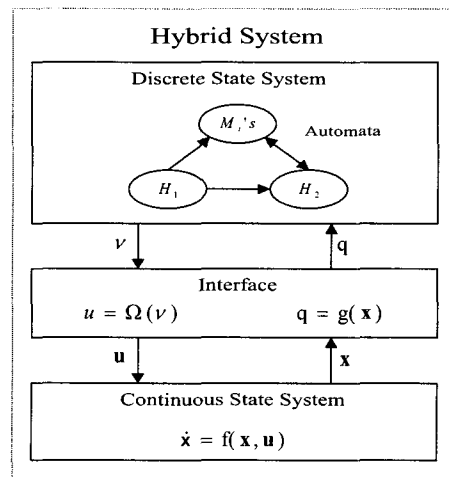 Hybrid System
Discrete State System
M_i's
Automata
H_1
H_2
ν
q
Interface
u = Ω(ν)
q = g(x)
u
x
Continuous State System
ẋ = f(x, u)